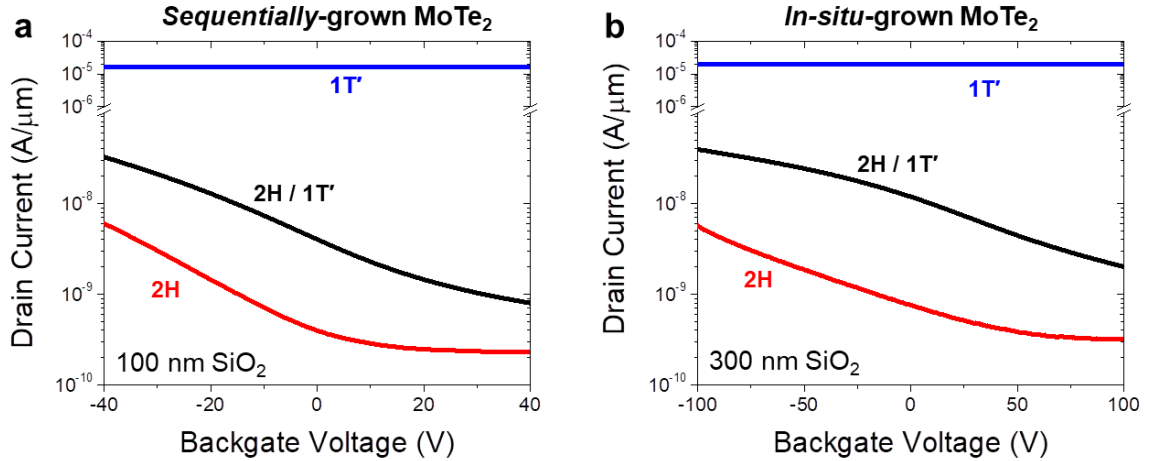 a
Sequentially-grown MoTe₂
10⁻⁴
10⁻⁵
10⁻⁶
10⁻⁸
10⁻⁹
10⁻¹⁰
Drain Current (A/μm)
1T′
2H / 1T′
2H
100 nm SiO₂
-40
-20
0
20
40
Backgate Voltage (V)
b
In-situ-grown MoTe₂
10⁻⁴
10⁻⁵
10⁻⁶
10⁻⁸
10⁻⁹
10⁻¹⁰
Drain Current (A/μm)
1T′
2H / 1T′
2H
300 nm SiO₂
-100
-50
0
50
100
Backgate Voltage (V)